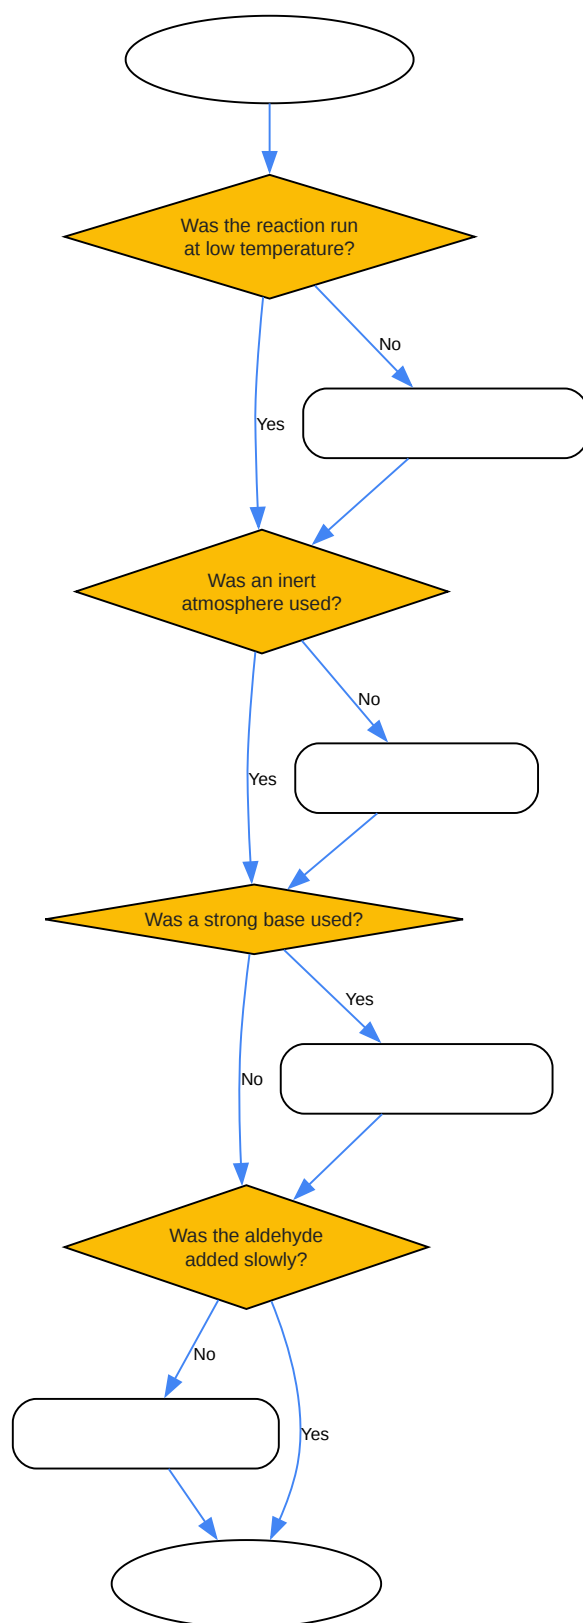 Was the reaction run
at low temperature?
No
Yes
Was an inert
atmosphere used?
No
Yes
Was a strong base used?
Yes
No
Was the aldehyde
added slowly?
No
Yes